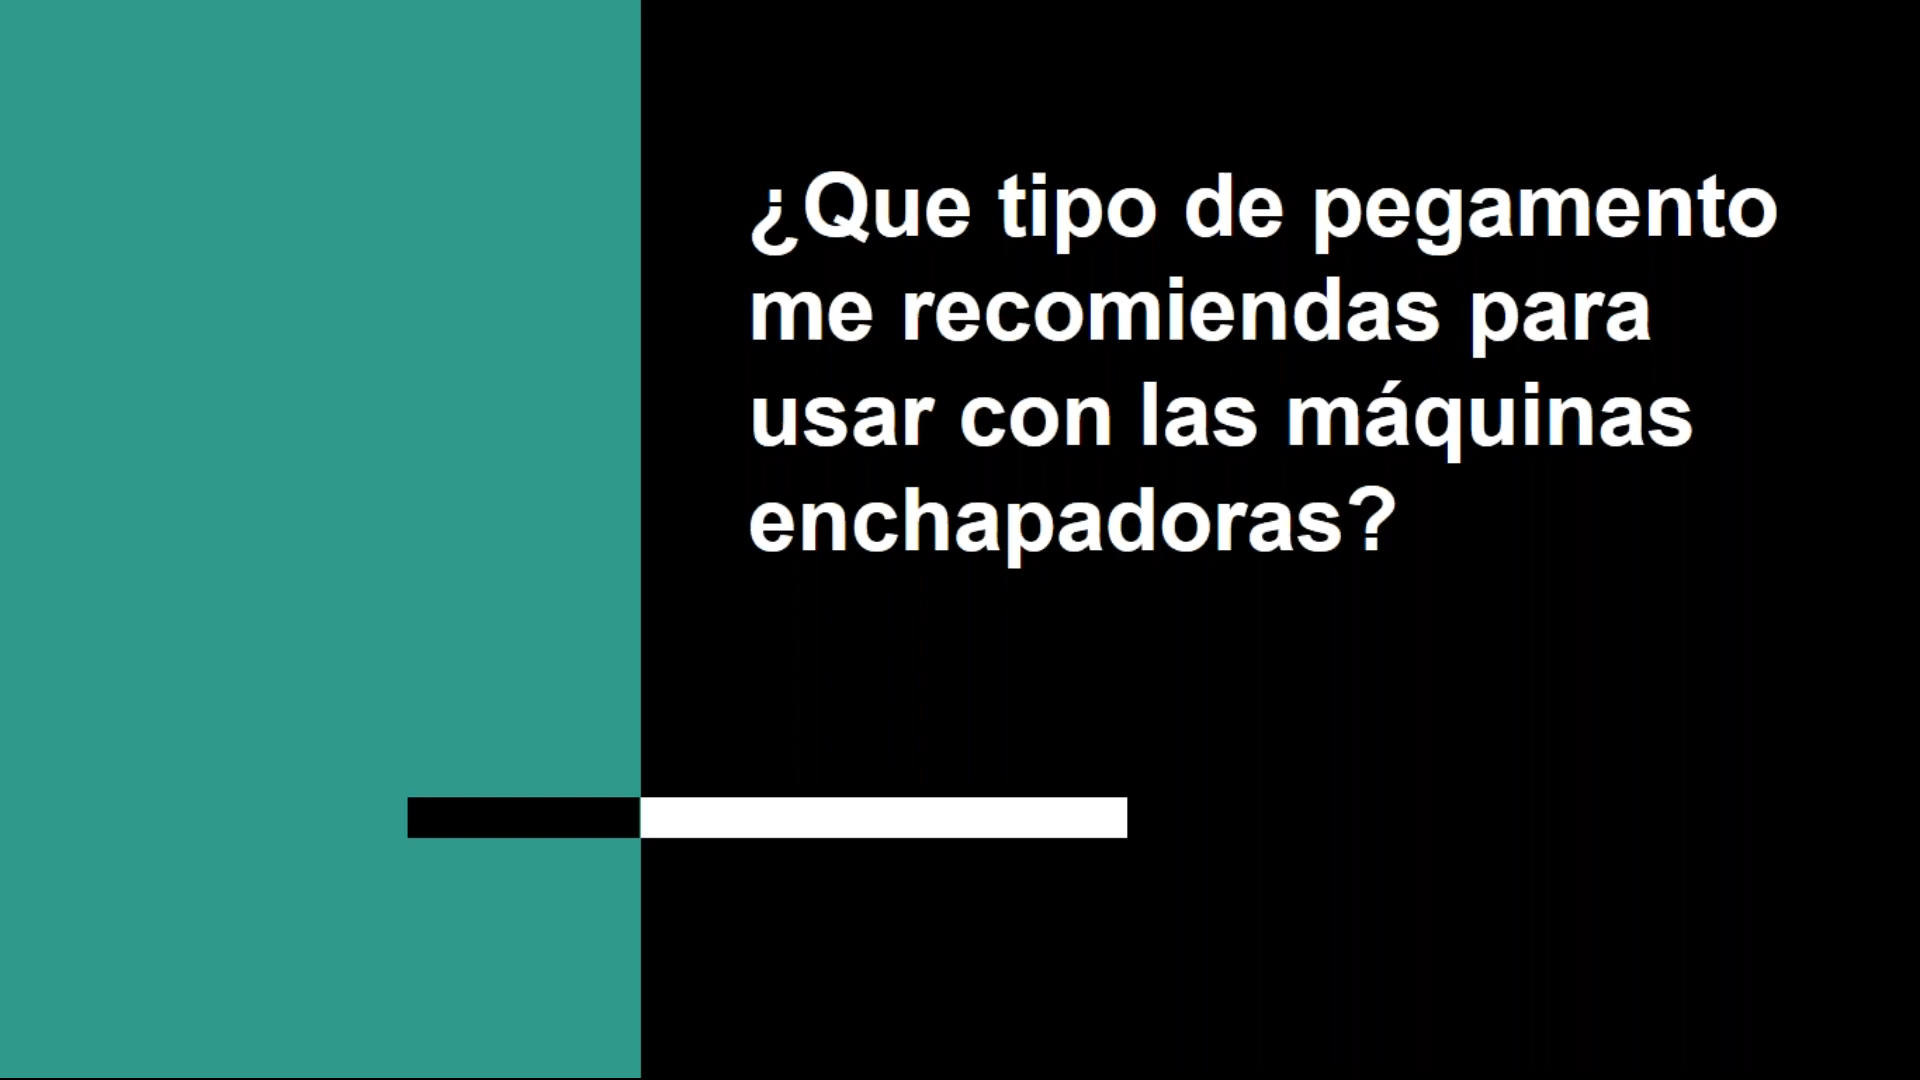 ¿Que tipo de pegamento
me recomiendas para
usar con las máquinas
enchapadoras?